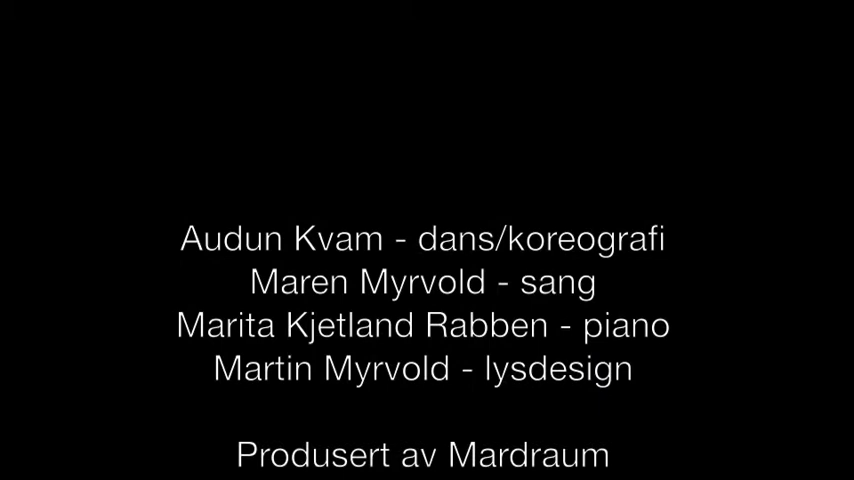 Audun Kvam - dans/koreografi
Maren Myrvold - sang
Marita Kjetland Rabben - piano
Martin Myrvold - lysdesign
Produsert av Mardraum